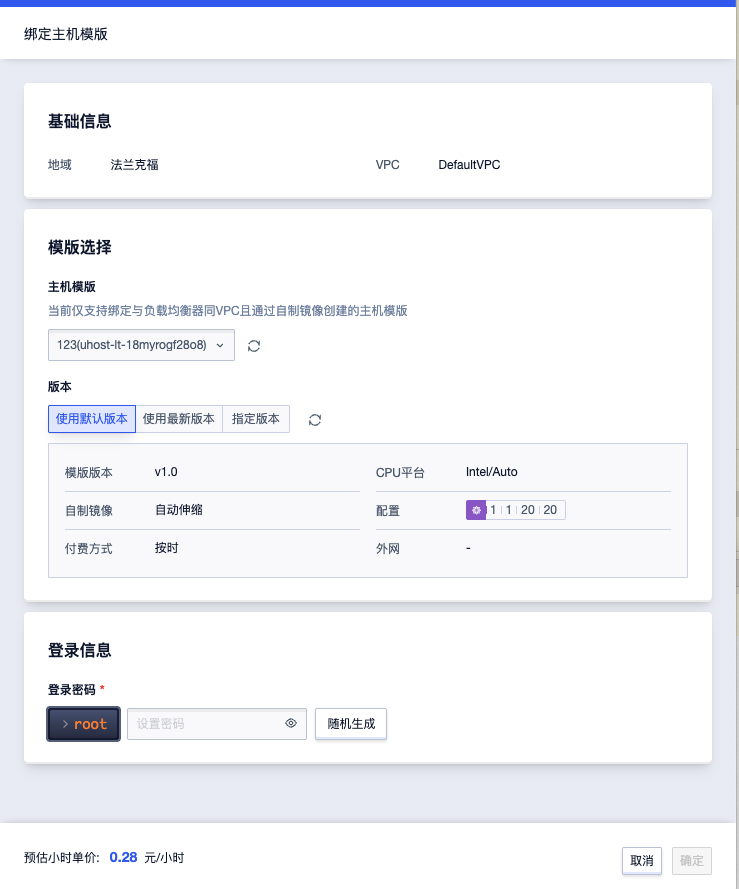 绑定主机模版
基础信息
地域 法兰克福 VPC DefaultVPC
模版选择
主机模版
当前仅支持绑定与负载均衡器同VPC且通过自制镜像创建的主机模版
123(uhost-lt-18myrogf28o8)
版本
使用默认版本 使用最新版本 指定版本
模版版本 v1.0 CPU平台 Intel/Auto
自制镜像 自动伸缩 配置 1 1 20 20
付费方式 按时 外网 -
登录信息
登录密码 *
root 设置密码 随机生成
预估小时单价: 0.28 元/小时 取消 确定